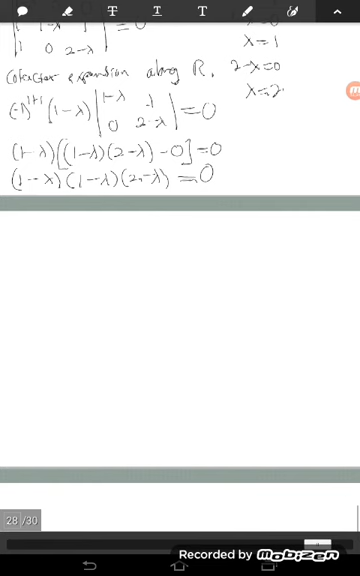 1 0 2-λ
λ=1
Cofactor expansion along R,
2-λ=0
λ=2
(-1)¹⁺¹ (1-λ) | 1-λ 1 | = 0
0 2-λ
(1-λ)[(1-λ)(2-λ)-0]=0
(1-λ)(1-λ)(2-λ)=0
28 /30
Recorded by Mobizen